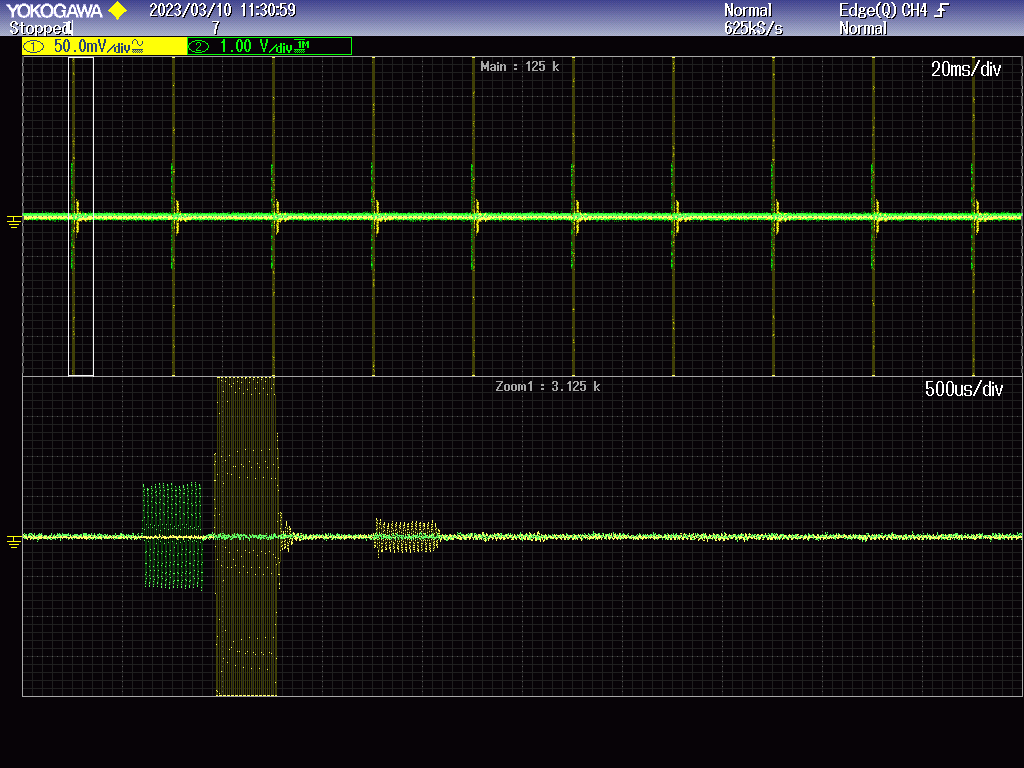 YOKOGAWA 2023/03/10 11:30:59 Normal Edge(Q) CH4
Stopped 7 625kS/s Normal
1 50.0mV/div 2 1.00 V/div 1M
Main : 125 k 20ms/div
Zoom1 : 3.125 k 500us/div